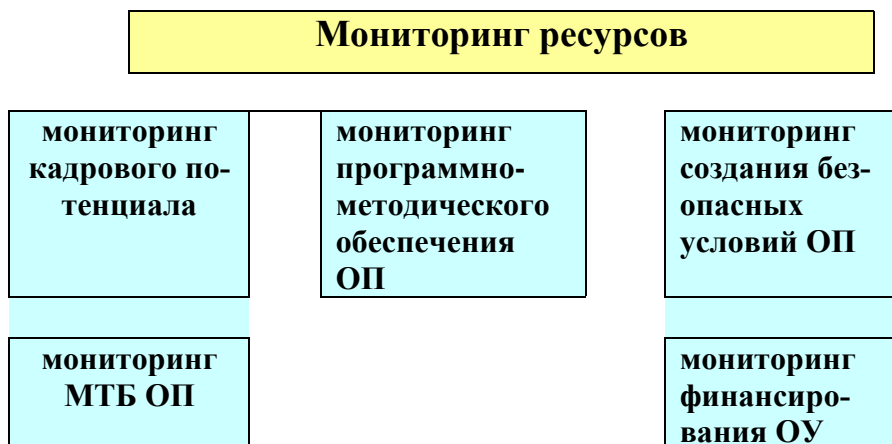 Мониторинг ресурсов
мониторинг
кадрового по-
тенциала
мониторинг
программно-
методического
обеспечения
ОП
мониторинг
создания без-
опасных
условий ОП
мониторинг
МТБ ОП
мониторинг
финансиро-
вания ОУ